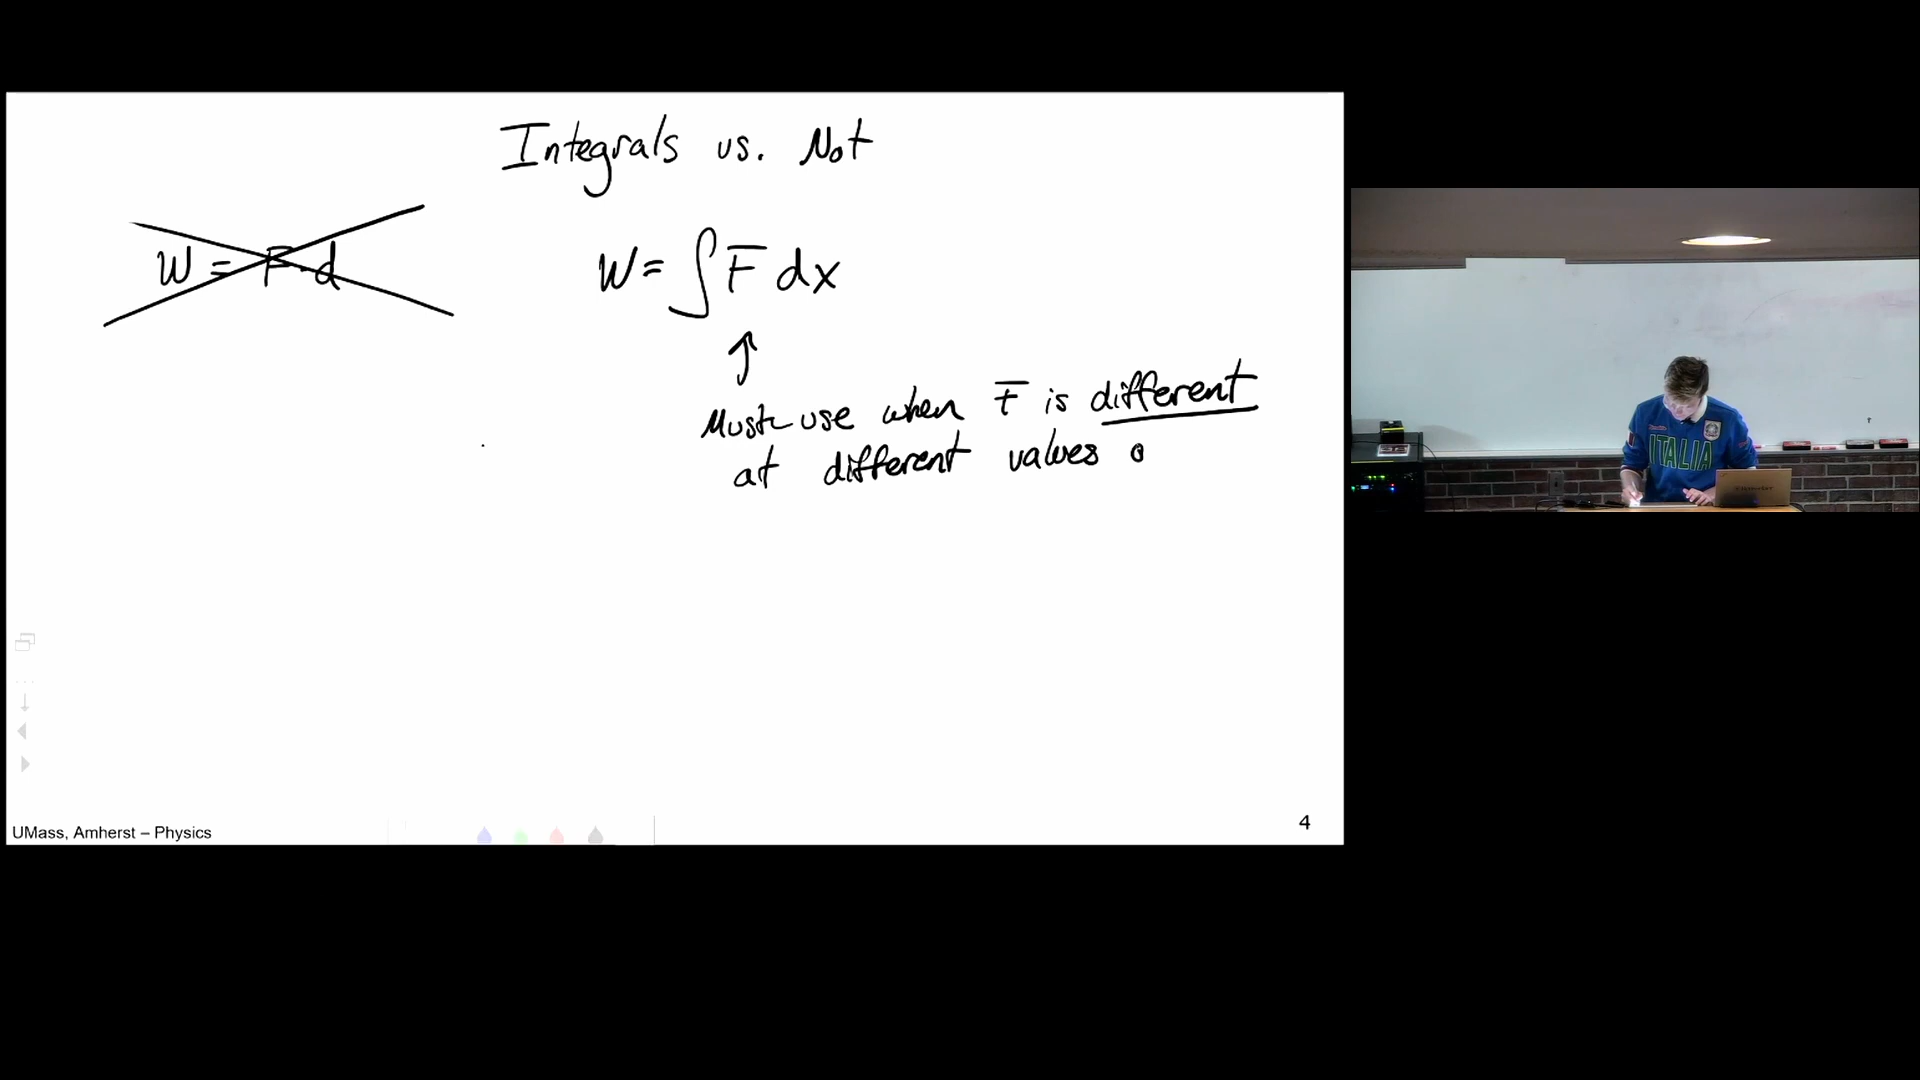 Integrals vs. Not
W = F · d
W = ∫ F dx
↑
Must use when F is different
at different values o
UMass, Amherst – Physics
4
ITALIA